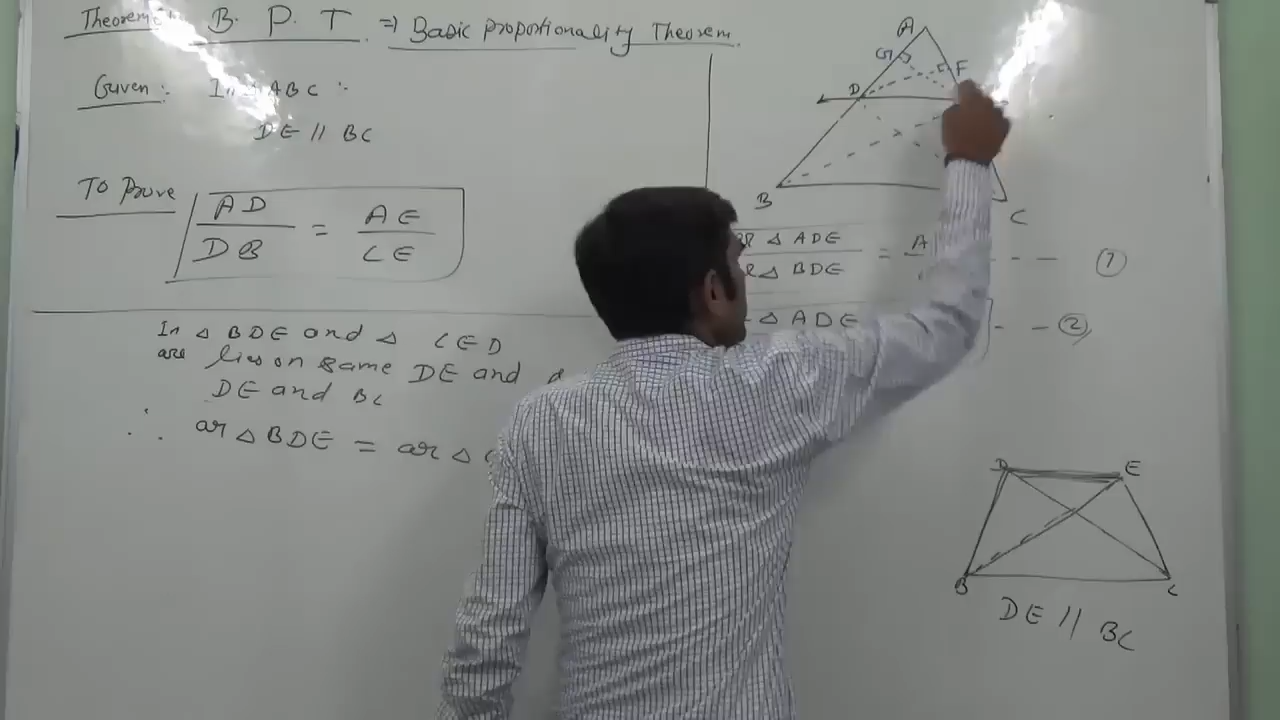 Theorem B. P. T ⇒ Basic proportionality Theorem.
Given: In ABC
DE // BC
To Prove AD/DB = AE/CE
In △ BDE and △ CED
are lies on same DE and
DE and BC
∴ ar △ BDE = ar △
A
G F
D
B
C
△ ADE / △ BDE = A - - - ①
△ ADE - - ②
D E
B C
DE // BC